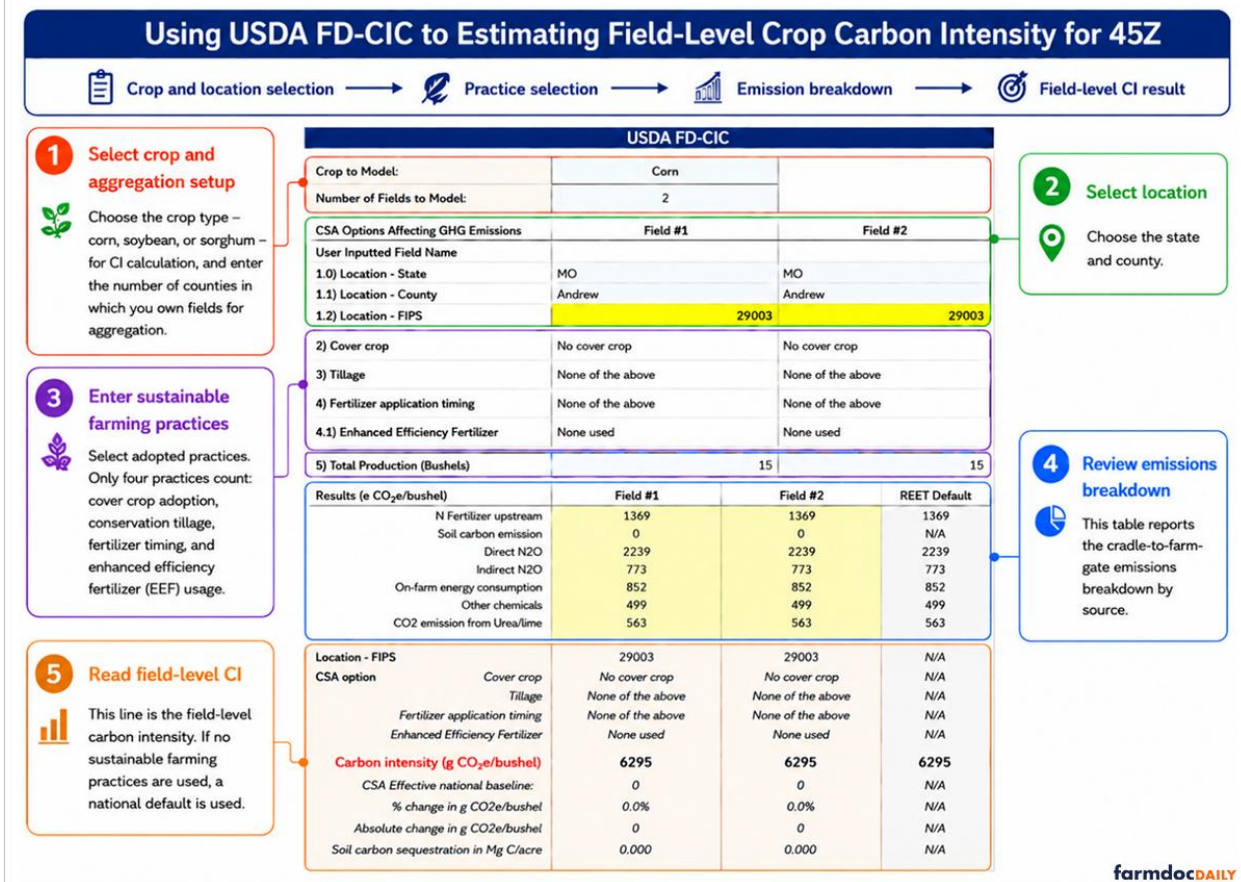 Using USDA FD-CIC to Estimating Field-Level Crop Carbon Intensity for 45Z
Crop and location selection
Practice selection
Emission breakdown
Field-level CI result
1
Select crop and
aggregation setup
Choose the crop type –
corn, soybean, or sorghum –
for CI calculation, and enter
the number of counties in
which you own fields for
aggregation.
3
Enter sustainable
farming practices
Select adopted practices.
Only four practices count:
cover crop adoption,
conservation tillage,
fertilizer timing, and
enhanced efficiency
fertilizer (EEF) usage.
5
Read field-level CI
This line is the field-level
carbon intensity. If no
sustainable farming
practices are used, a
national default is used.
USDA FD-CIC
Crop to Model: Corn
Number of Fields to Model: 2
CSA Options Affecting GHG Emissions Field #1 Field #2
User Inputted Field Name
1.0) Location - State MO MO
1.1) Location - County Andrew Andrew
1.2) Location - FIPS 29003 29003
2) Cover crop No cover crop No cover crop
3) Tillage None of the above None of the above
4) Fertilizer application timing None of the above None of the above
4.1) Enhanced Efficiency Fertilizer None used None used
5) Total Production (Bushels) 15 15
Results (e CO₂e/bushel) Field #1 Field #2 REET Default
N Fertilizer upstream 1369 1369 1369
Soil carbon emission 0 0 N/A
Direct N2O 2239 2239 2239
Indirect N2O 773 773 773
On-farm energy consumption 852 852 852
Other chemicals 499 499 499
CO2 emission from Urea/lime 563 563 563
Location - FIPS 29003 29003 N/A
CSA option Cover crop No cover crop No cover crop N/A
Tillage None of the above None of the above N/A
Fertilizer application timing None of the above None of the above N/A
Enhanced Efficiency Fertilizer None used None used N/A
Carbon intensity (g CO₂e/bushel) 6295 6295 6295
CSA Effective national baseline: 0 0 N/A
% change in g CO2e/bushel 0.0% 0.0% N/A
Absolute change in g CO2e/bushel 0 0 N/A
Soil carbon sequestration in Mg C/acre 0.000 0.000 N/A
2
Select location
Choose the state
and county.
4
Review emissions
breakdown
This table reports
the cradle-to-farm-
gate emissions
breakdown by
source.
farmdocDAILY